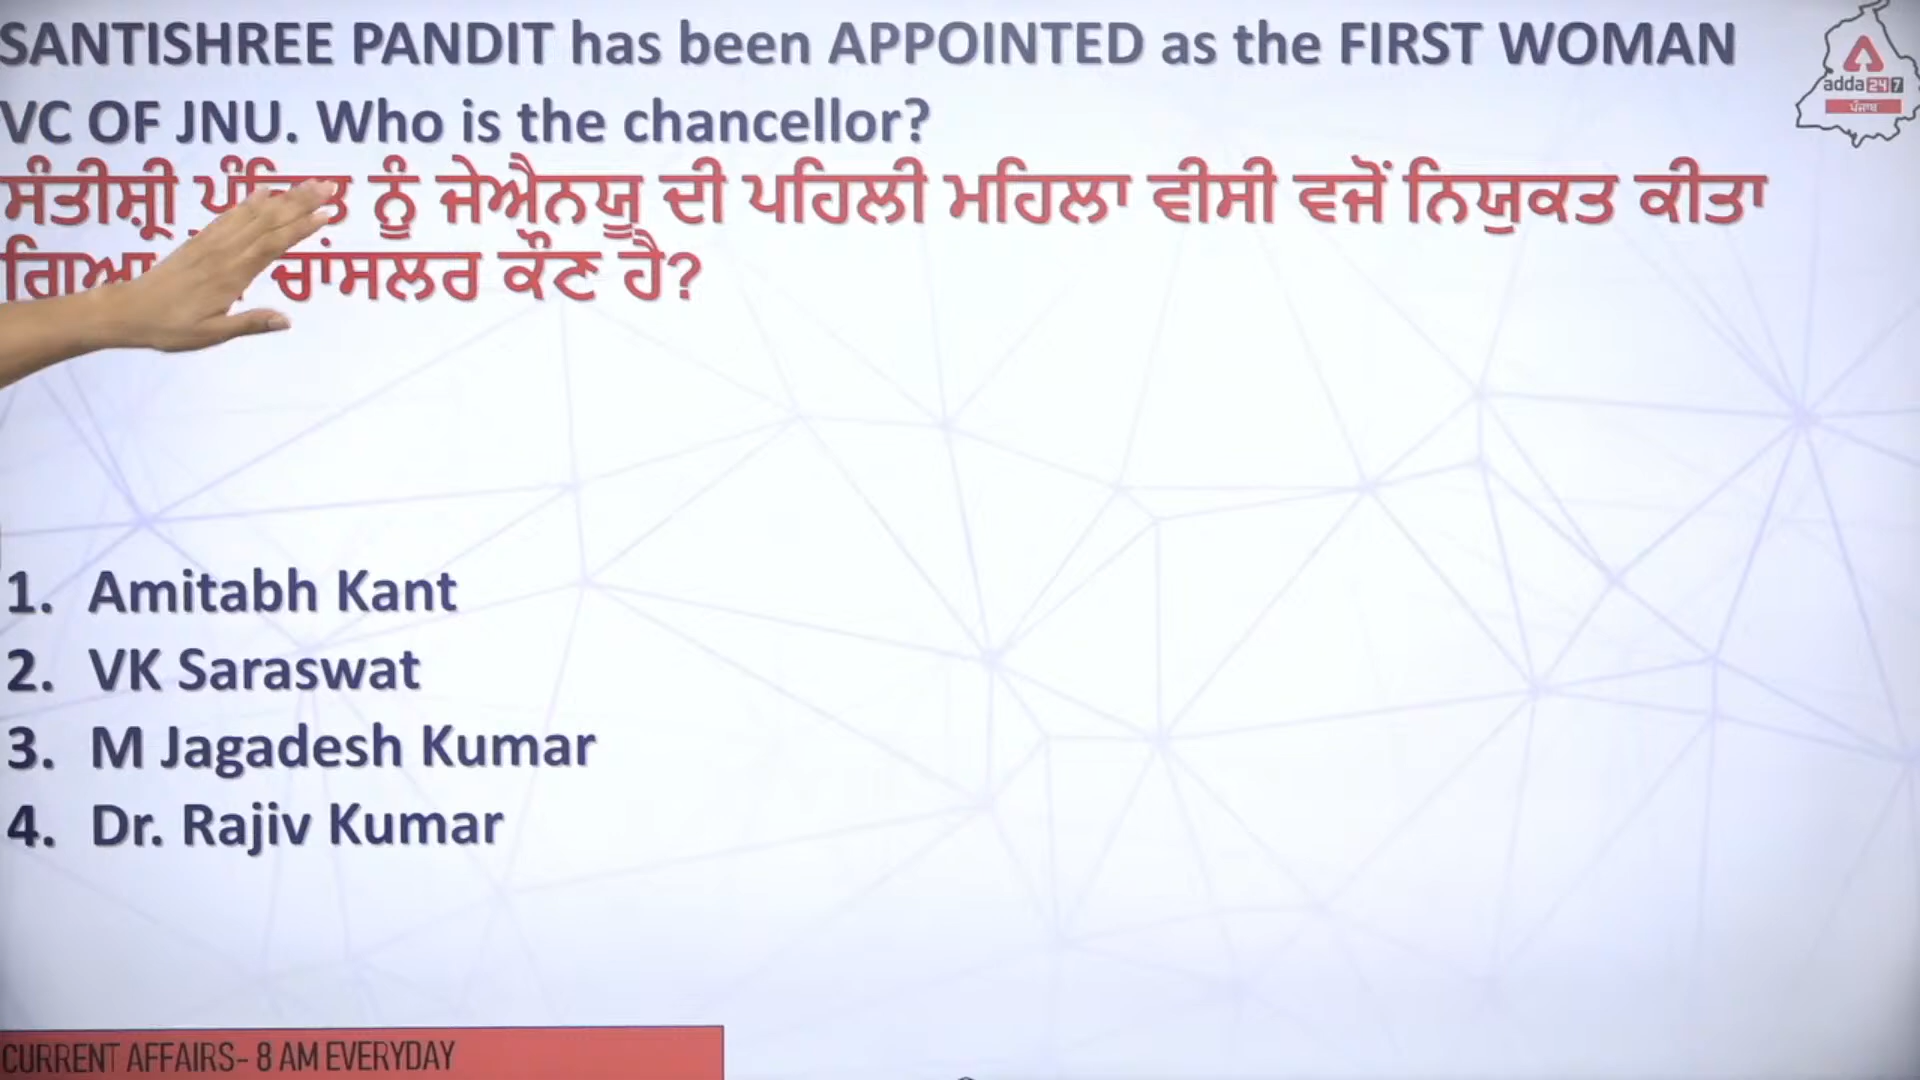 SANTISHREE PANDIT has been APPOINTED as the FIRST WOMAN
VC OF JNU. Who is the chancellor?
ਸੰਤੀਸ਼੍ਰੀ ਨੂੰ ਜੇਐਨਯੂ ਦੀ ਪਹਿਲੀ ਮਹਿਲਾ ਵੀਸੀ ਵਜੋਂ ਨਿਯੁਕਤ ਕੀਤਾ
ਚਾਂਸਲਰ ਕੌਣ ਹੈ?
adda247
ਪੰਜਾਬ
1. Amitabh Kant
2. VK Saraswat
3. M Jagadesh Kumar
4. Dr. Rajiv Kumar
CURRENT AFFAIRS- 8 AM EVERYDAY